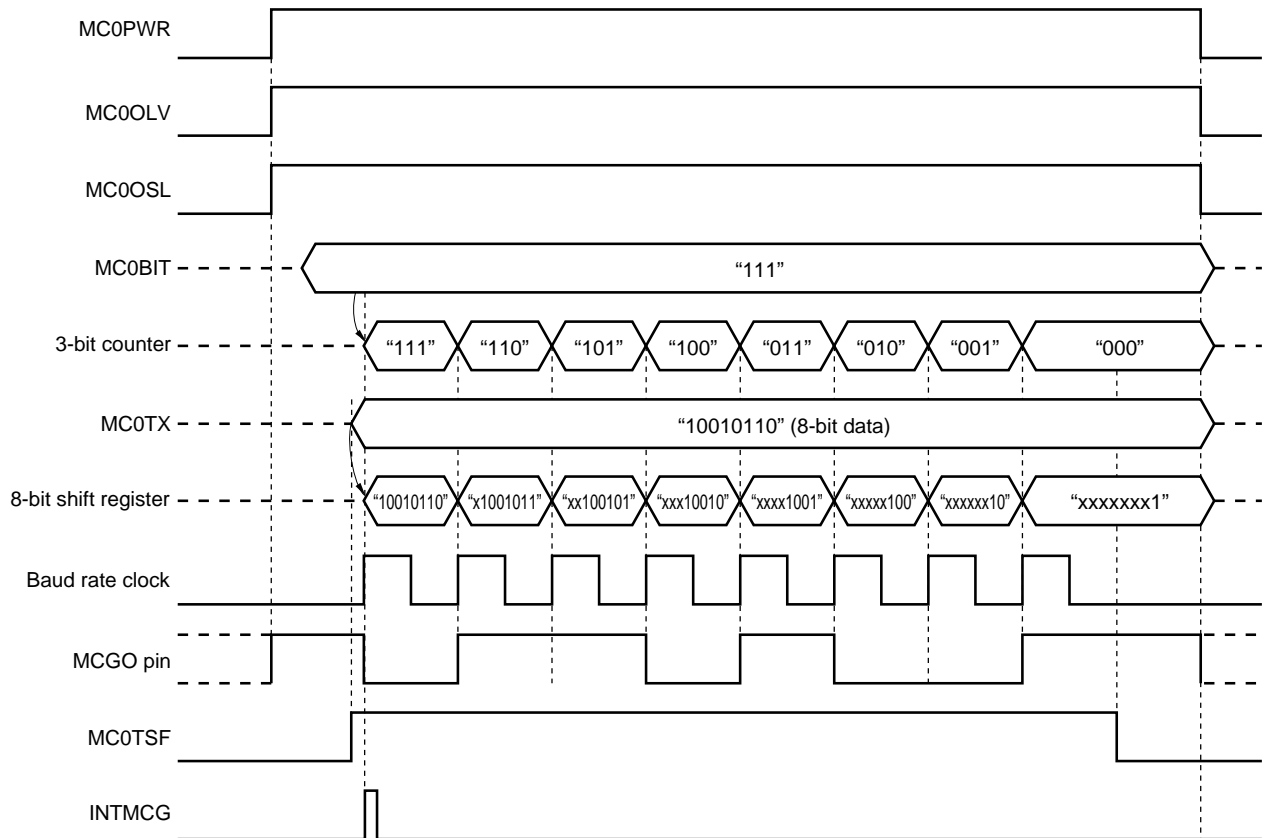 MC0PWR
MC0OLV
MC0OSL
MC0BIT “111”
3-bit counter “111” “110” “101” “100” “011” “010” “001” “000”
MC0TX “10010110” (8-bit data)
8-bit shift register “10010110” “x1001011” “xx100101” “xxx10010” “xxxx1001” “xxxxx100” “xxxxxx10” “xxxxxxx1”
Baud rate clock
MCGO pin
MC0TSF
INTMCG